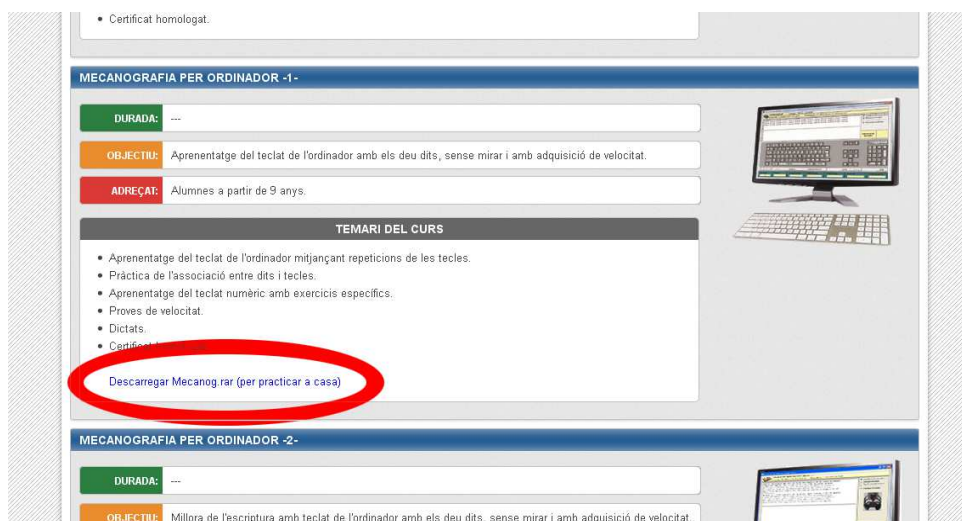 Certificat homologat.
MECANOGRAFIA PER ORDINADOR -1-
DURADA: ---
OBJECTIU: Aprenentatge del teclat de l'ordinador amb els deu dits, sense mirar i amb adquisició de velocitat.
ADREÇAT: Alumnes a partir de 9 anys.
TEMARI DEL CURS
Aprenentatge del teclat de l'ordinador mitjançant repeticions de les tecles.
Pràctica de l'associació entre dits i tecles.
Aprenentatge del teclat numèric amb exercicis específics.
Proves de velocitat.
Dictats.
Descarregar Mecanog.rar (per practicar a casa)
MECANOGRAFIA PER ORDINADOR -2-
DURADA: ---
OBJECTIU: Millora de l'escriptura amb teclat de l'ordinador amb els deu dits, sense mirar i amb adquisició de velocitat.